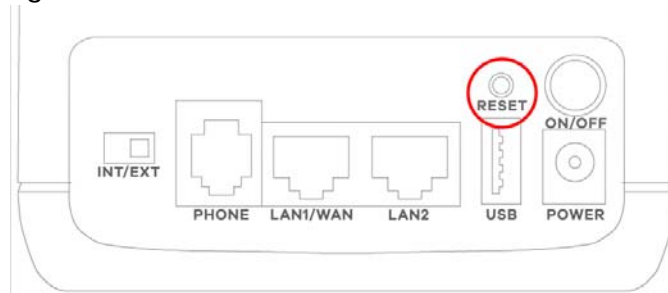 RESET
ON/OFF
INT/EXT
PHONE LAN1/WAN LAN2 USB POWER